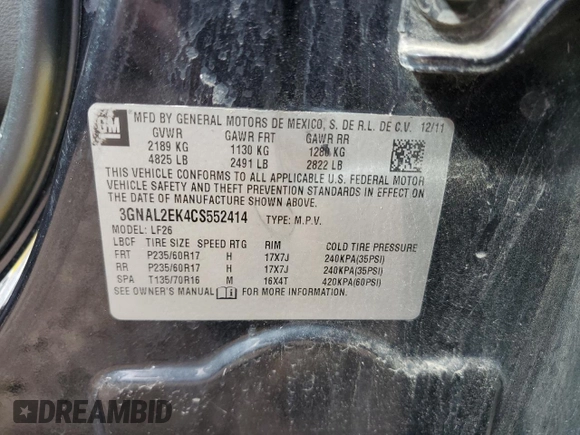 GM
MFD BY GENERAL MOTORS DE MEXICO, S. DE R.L. DE C.V. 12/11
GVWR GAWR FRT GAWR RR
2189 KG 1130 KG 1280 KG
4825 LB 2491 LB 2822 LB
THIS VEHICLE CONFORMS TO ALL APPLICABLE U.S. FEDERAL MOTOR
VEHICLE SAFETY AND THEFT PREVENTION STANDARDS IN EFFECT ON
THE DATE OF MANUFACTURE SHOWN ABOVE.
3GNAL2EK4CS552414 TYPE: M.P.V.
MODEL: LF26
LBCF TIRE SIZE SPEED RTG RIM COLD TIRE PRESSURE
FRT P235/60R17 H 17X7J 240KPA(35PSI)
RR P235/60R17 H 17X7J 240KPA(35PSI)
SPA T135/70R16 M 16X4T 420KPA(60PSI)
SEE OWNER'S MANUAL FOR MORE INFORMATION
DREAMBID